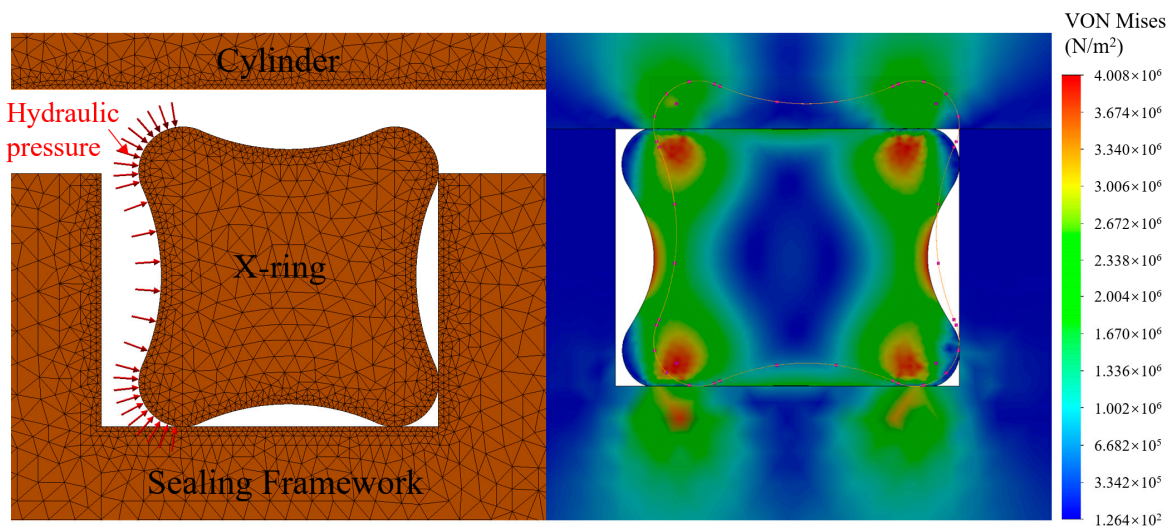 Cylinder
Hydraulic
pressure
X-ring
Sealing Framework
VON Mises
(N/m²)
4.008×10⁶
3.674×10⁶
3.340×10⁶
3.006×10⁶
2.672×10⁶
2.338×10⁶
2.004×10⁶
1.670×10⁶
1.336×10⁶
1.002×10⁶
6.682×10⁵
3.342×10⁵
1.264×10²